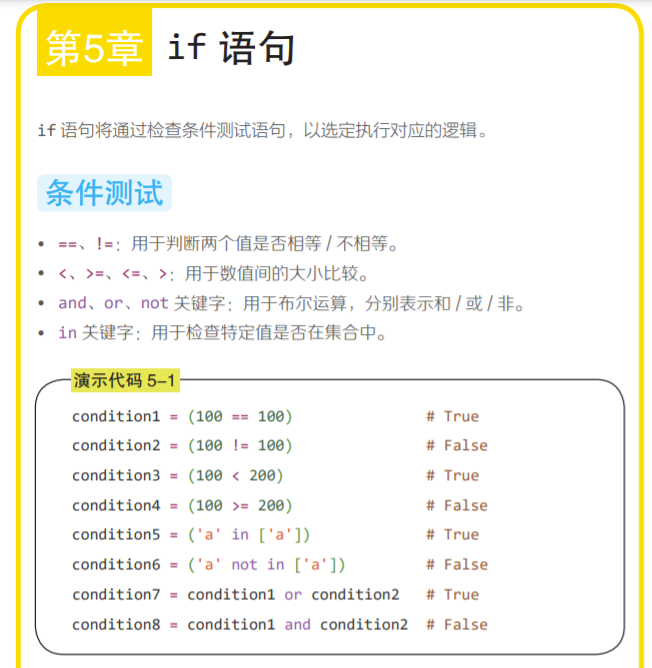 第5章 if 语句
if 语句将通过检查条件测试语句，以选定执行对应的逻辑。
条件测试
• ==、!=：用于判断两个值是否相等 / 不相等。
• <、>=、<=、>：用于数值间的大小比较。
• and、or、not 关键字：用于布尔运算，分别表示和 / 或 / 非。
• in 关键字：用于检查特定值是否在集合中。
演示代码 5-1
condition1 = (100 == 100) # True
condition2 = (100 != 100) # False
condition3 = (100 < 200) # True
condition4 = (100 >= 200) # False
condition5 = ('a' in ['a']) # True
condition6 = ('a' not in ['a']) # False
condition7 = condition1 or condition2 # True
condition8 = condition1 and condition2 # False